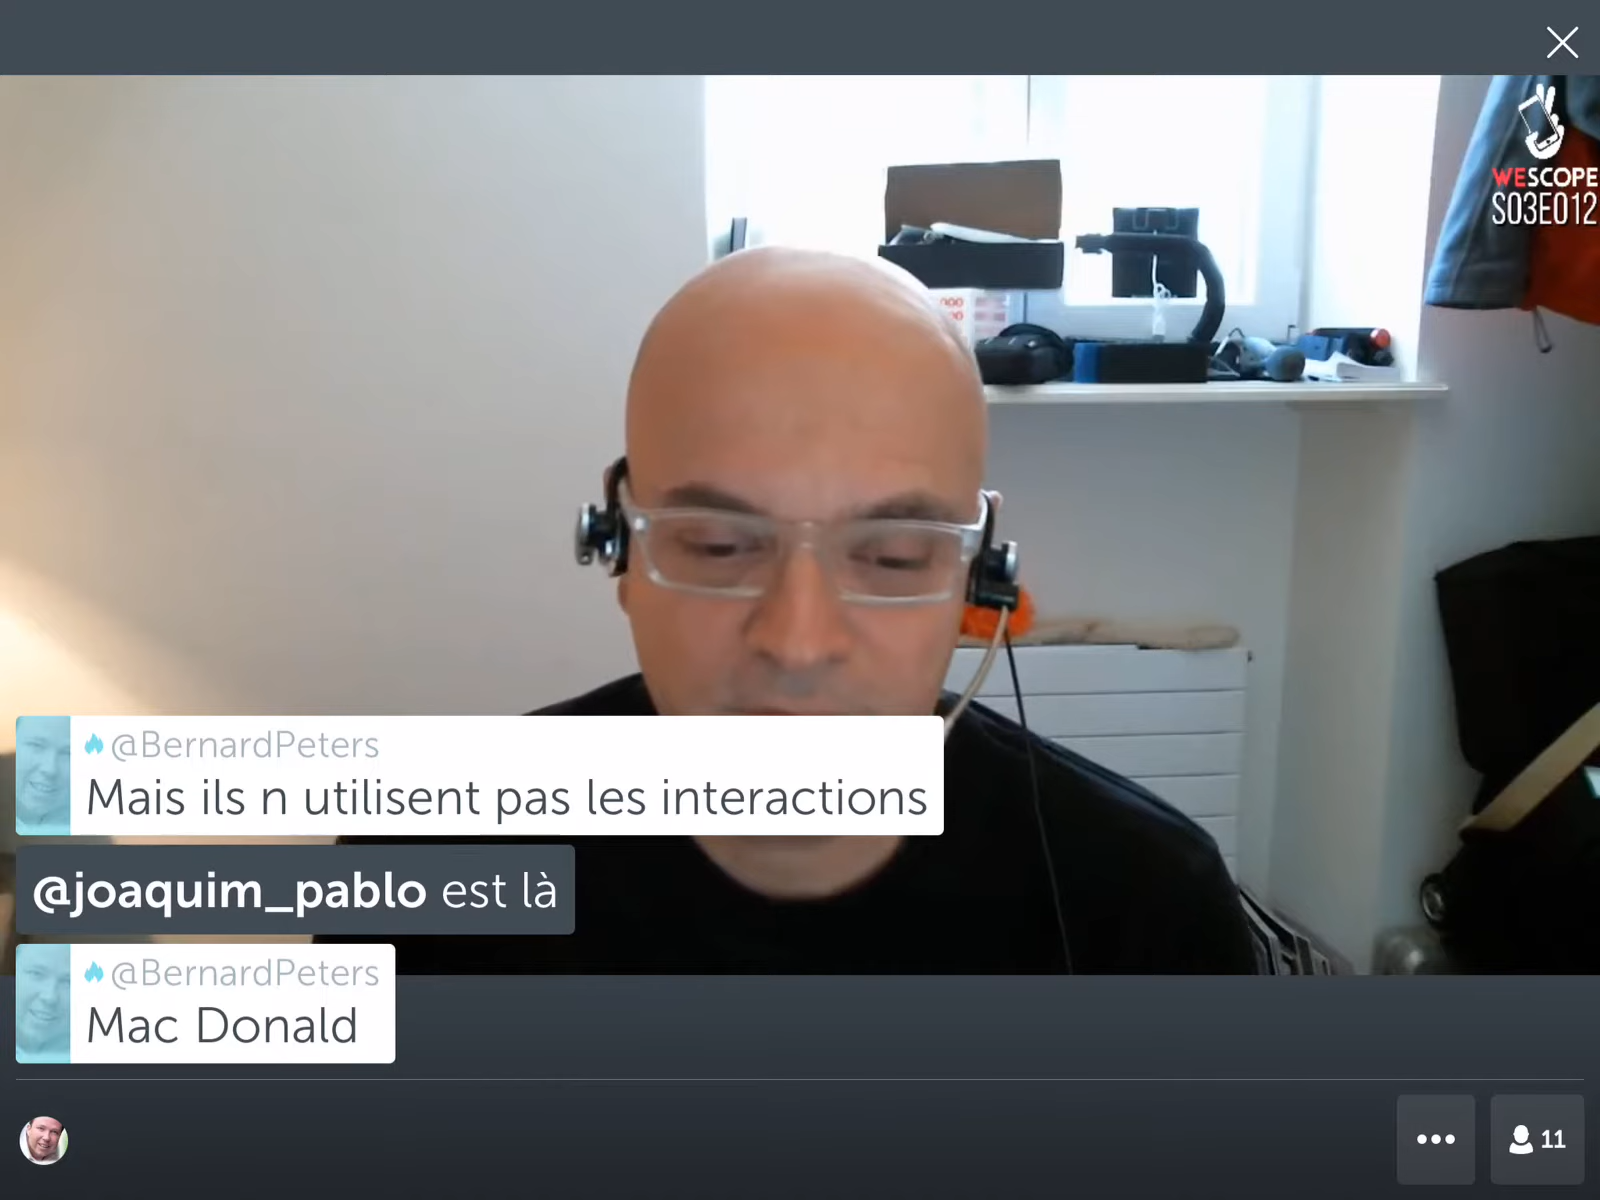 WESCOPE
S03E012
@BernardPeters
Mais ils n utilisent pas les interactions
@joaquim_pablo est là
@BernardPeters
Mac Donald
11